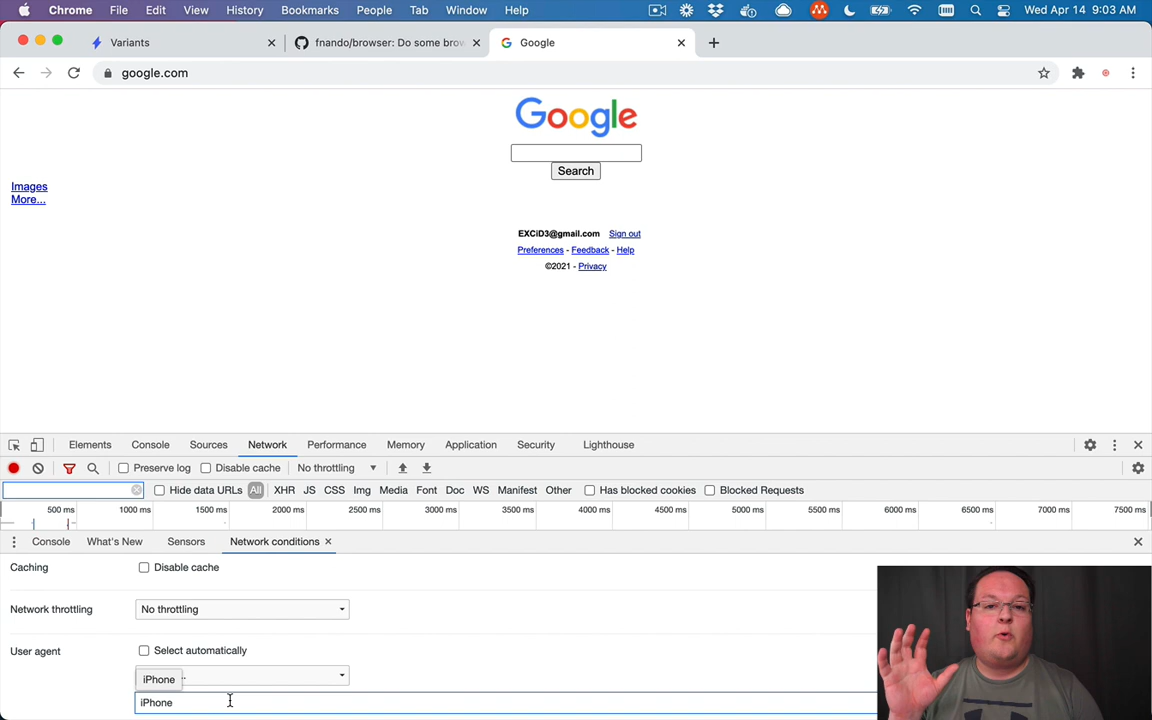 Chrome File Edit View History Bookmarks People Tab Window Help Wed Apr 14 9:03 AM
Variants fnando/browser: Do some brow Google
google.com
Google
Search
Images
More...
EXCiD3@gmail.com Sign out
Preferences - Feedback - Help
©2021 - Privacy
Elements Console Sources Network Performance Memory Application Security Lighthouse
Preserve log Disable cache No throttling
Hide data URLs All XHR JS CSS Img Media Font Doc WS Manifest Other Has blocked cookies Blocked Requests
500 ms 1000 ms 1500 ms 2000 ms 2500 ms 3000 ms 3500 ms 4000 ms 4500 ms 5000 ms 5500 ms 6000 ms 6500 ms 7000 ms 7500 ms
Console What's New Sensors Network conditions
Caching Disable cache
Network throttling No throttling
User agent Select automatically
iPhone
iPhone